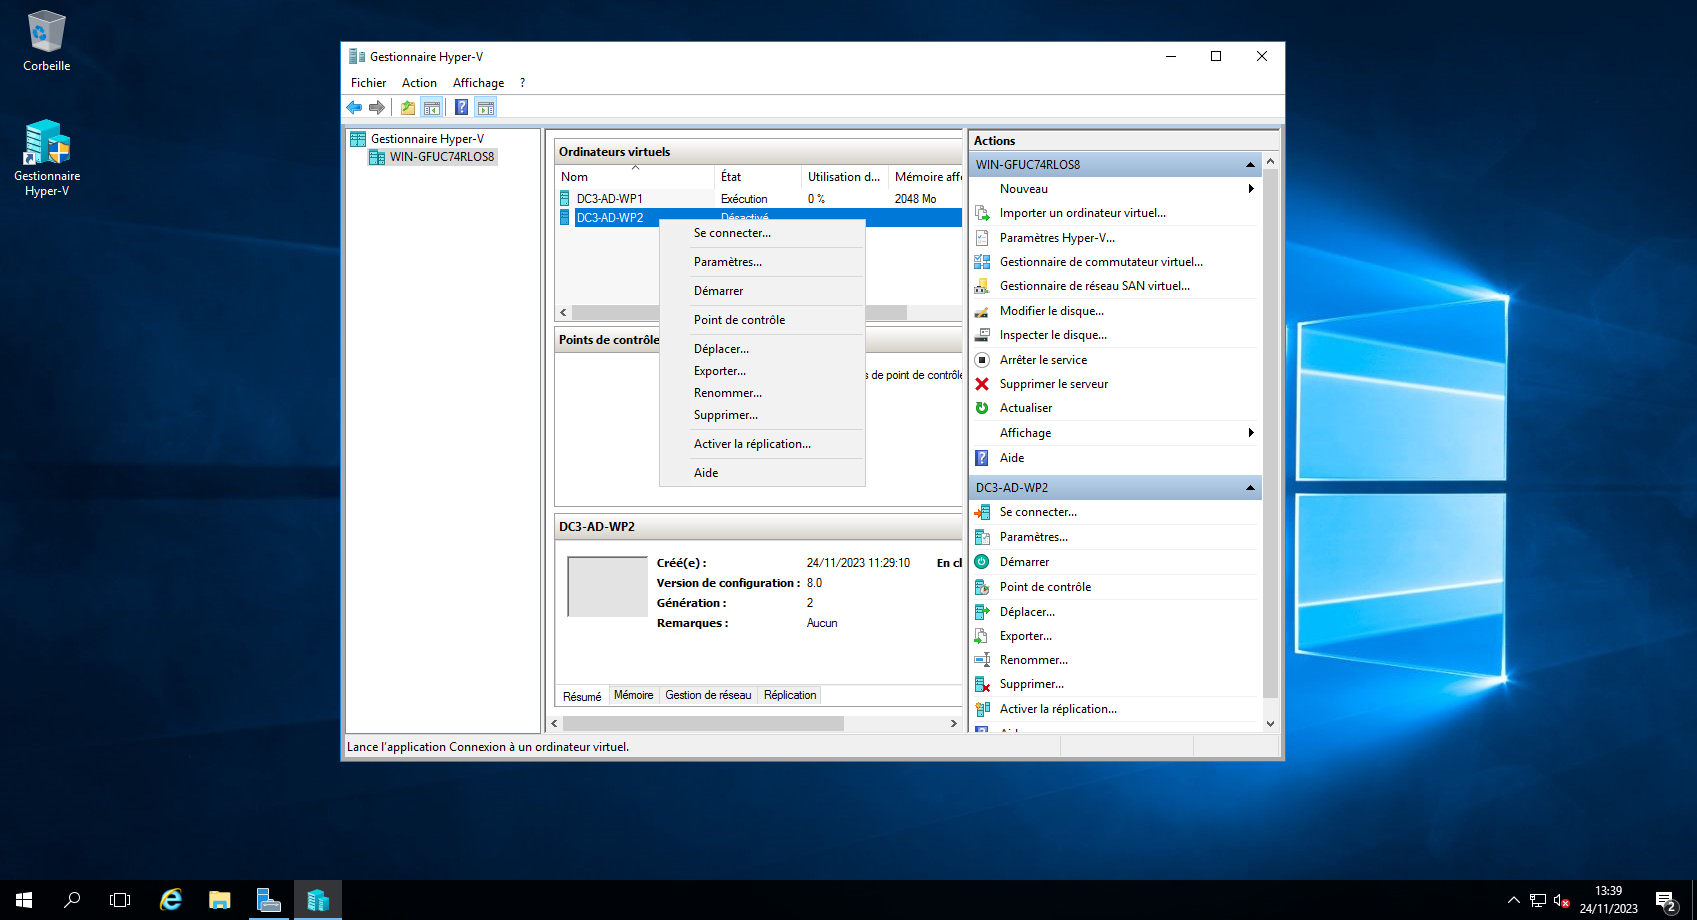 Corbeille
Gestionnaire
Hyper-V
Gestionnaire Hyper-V
Fichier Action Affichage ?
Gestionnaire Hyper-V
WIN-GFUC74RLOS8
Ordinateurs virtuels
Nom État Utilisation d... Mémoire aff
DC3-AD-WP1 Exécution 0 % 2048 Mo
DC3-AD-WP2 Désactivé
Se connecter...
Paramètres...
Démarrer
Point de contrôle
Déplacer...
Exporter...
Renommer...
Supprimer...
Activer la réplication...
Aide
Points de contrôle
s de point de contrôle
DC3-AD-WP2
Créé(e) : 24/11/2023 11:29:10 En cl
Version de configuration : 8.0
Génération : 2
Remarques : Aucun
Résumé Mémoire Gestion de réseau Réplication
Actions
WIN-GFUC74RLOS8
Nouveau
Importer un ordinateur virtuel...
Paramètres Hyper-V...
Gestionnaire de commutateur virtuel...
Gestionnaire de réseau SAN virtuel...
Modifier le disque...
Inspecter le disque...
Arrêter le service
Supprimer le serveur
Actualiser
Affichage
Aide
DC3-AD-WP2
Se connecter...
Paramètres...
Démarrer
Point de contrôle
Déplacer...
Exporter...
Renommer...
Supprimer...
Activer la réplication...
Lance l'application Connexion à un ordinateur virtuel.
13:39
24/11/2023
2